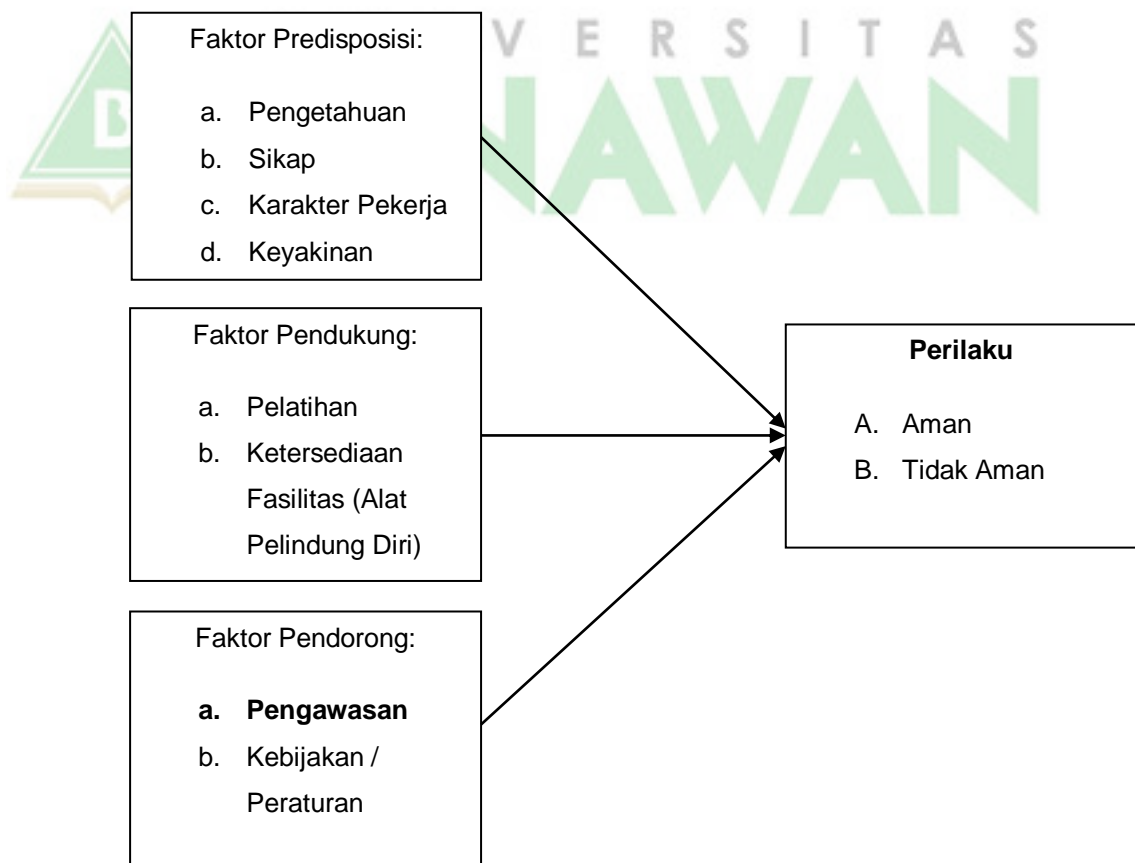 V E R S I T A S
B NAWAN
Faktor Predisposisi:
a. Pengetahuan
b. Sikap
c. Karakter Pekerja
d. Keyakinan
Faktor Pendukung:
a. Pelatihan
b. Ketersediaan
Fasilitas (Alat
Pelindung Diri)
Faktor Pendorong:
a. Pengawasan
b. Kebijakan /
Peraturan
Perilaku
A. Aman
B. Tidak Aman